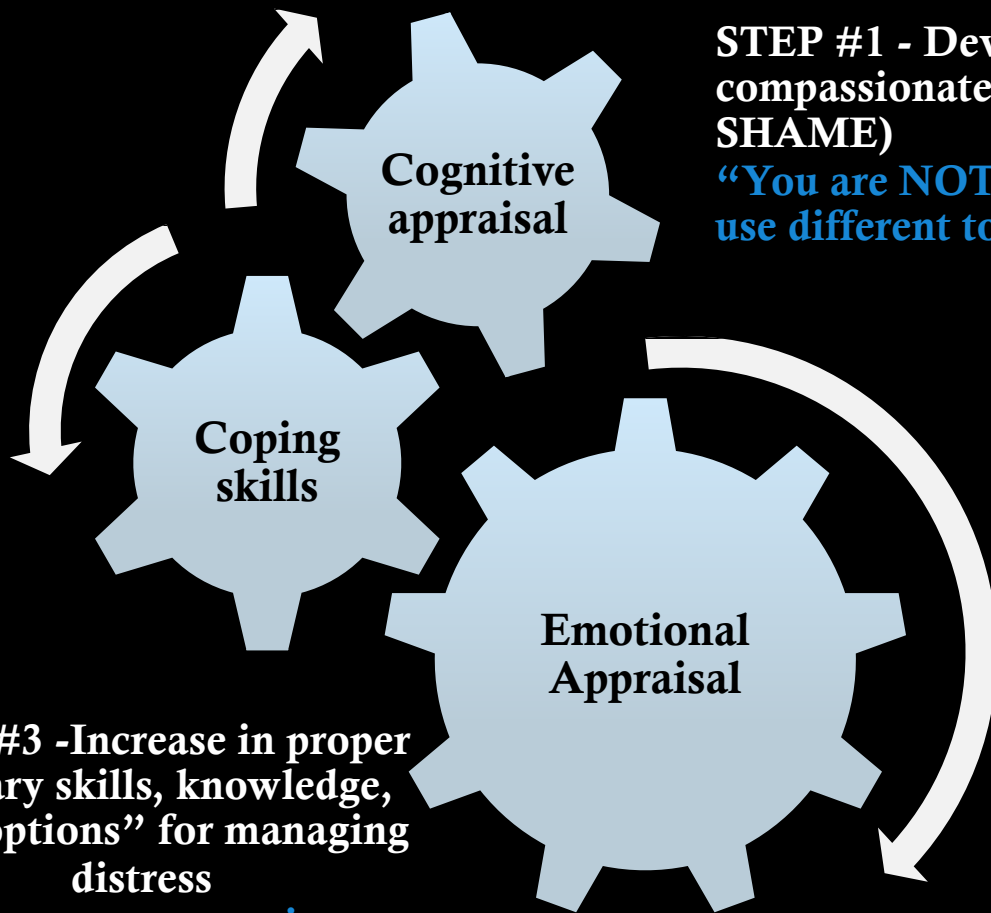 STEP #1 - Dev
compassionate
SHAME)
“You are NOT
use different to
Cognitive
appraisal
Coping
skills
Emotional
Appraisal
#3 -Increase in proper
ary skills, knowledge,
ptions” for managing
distress